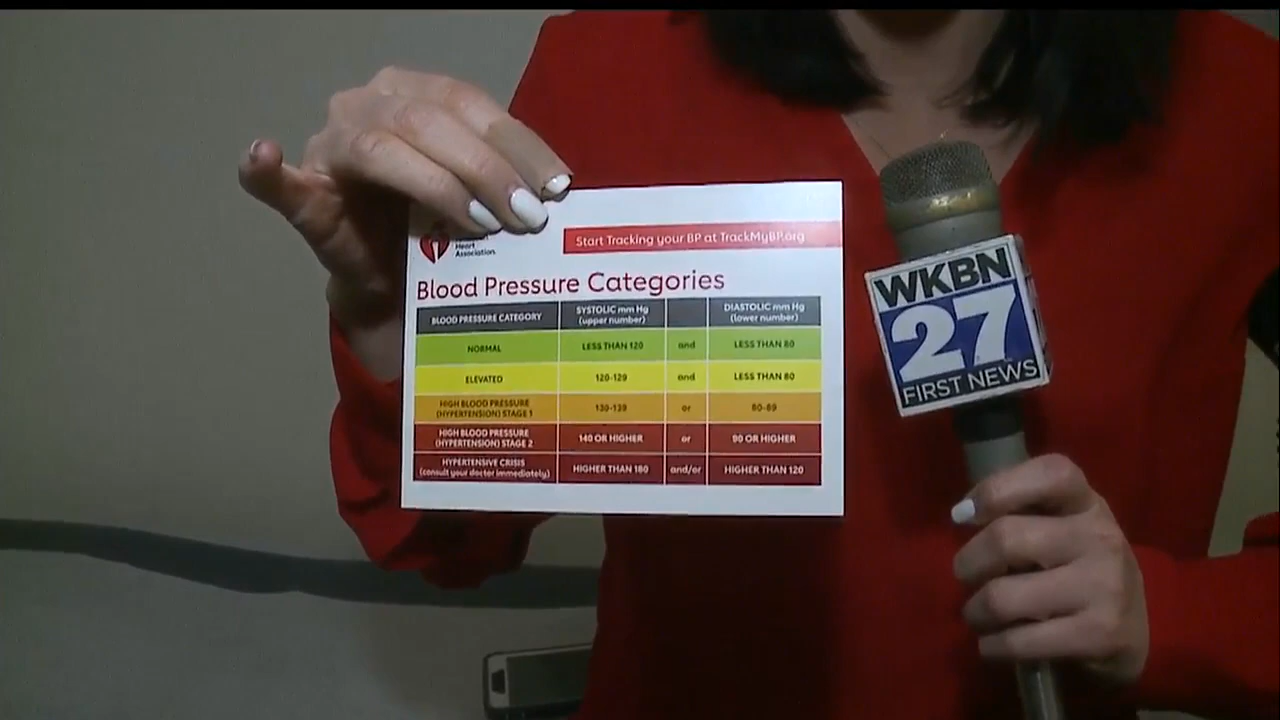 Heart
Association.
Start Tracking your BP at TrackMyBP.org
Blood Pressure Categories
BLOOD PRESSURE CATEGORY
SYSTOLIC mm Hg
(upper number)
DIASTOLIC mm Hg
(lower number)
NORMAL LESS THAN 120 and LESS THAN 80
ELEVATED 120-129 and LESS THAN 80
HIGH BLOOD PRESSURE
(HYPERTENSION) STAGE 1
130-139 or 80-89
HIGH BLOOD PRESSURE
(HYPERTENSION) STAGE 2
140 OR HIGHER or 90 OR HIGHER
HYPERTENSIVE CRISIS
(consult your doctor immediately)
HIGHER THAN 180 and/or HIGHER THAN 120
WKBN
27
FIRST NEWS